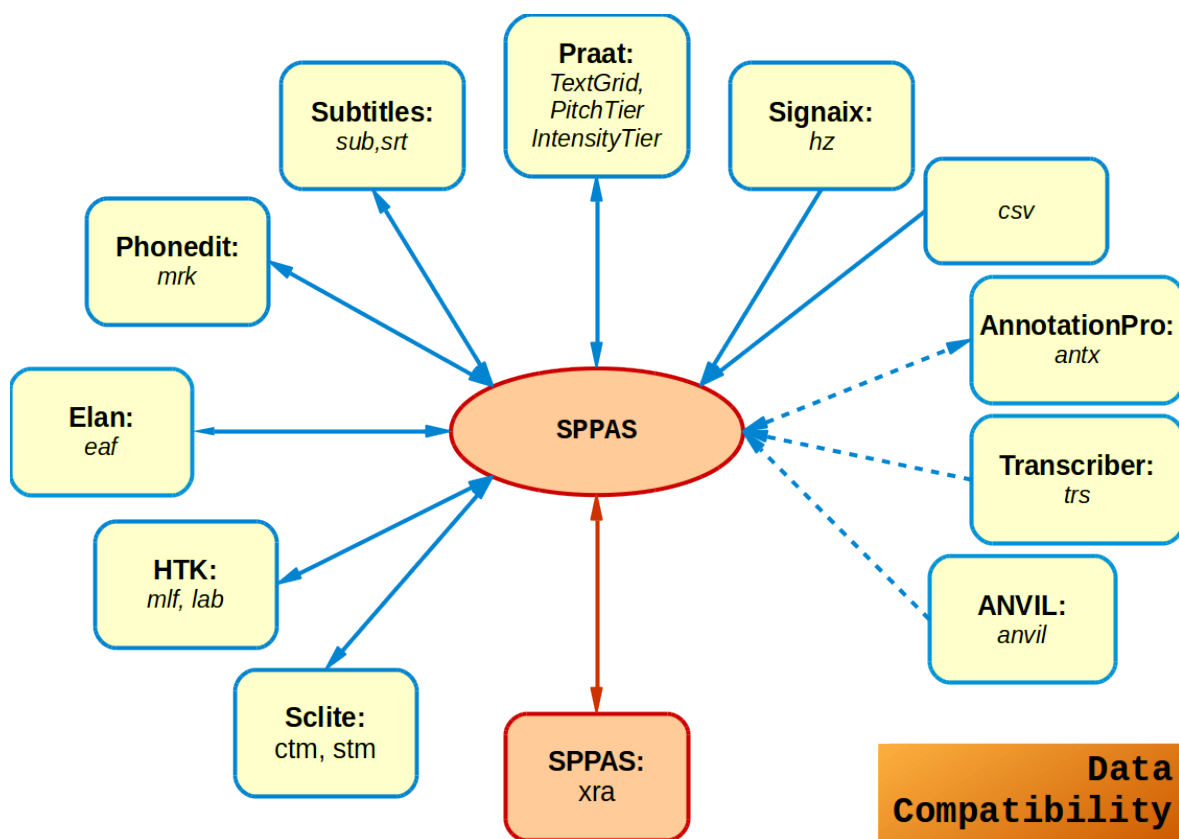 Praat:
TextGrid,
PitchTier
IntensityTier
Subtitles:
sub,srt
Signaix:
hz
csv
Phonedit:
mrk
AnnotationPro:
antx
Elan:
eaf
SPPAS
Transcriber:
trs
HTK:
mlf, lab
ANVIL:
anvil
Sclite:
ctm, stm
SPPAS:
xra
Data
Compatibility